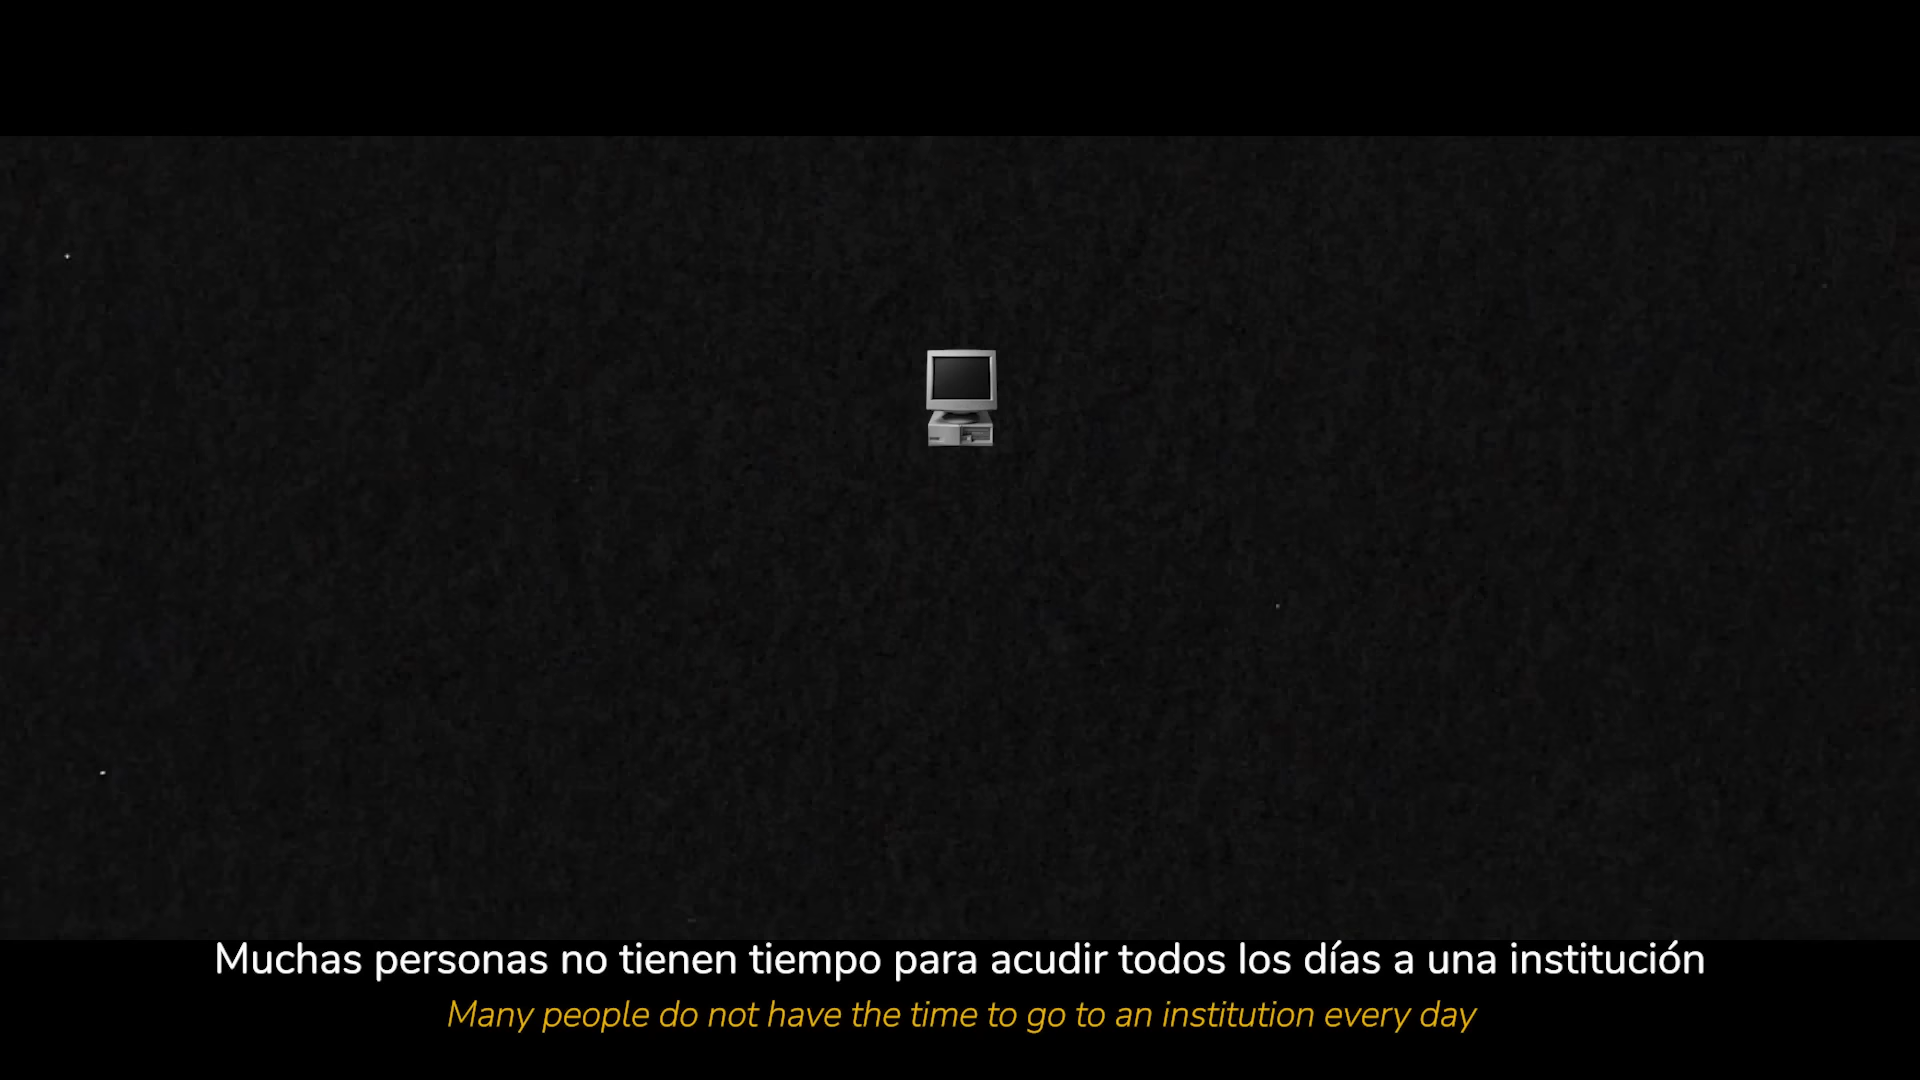 Muchas personas no tienen tiempo para acudir todos los días a una institución
Many people do not have the time to go to an institution every day